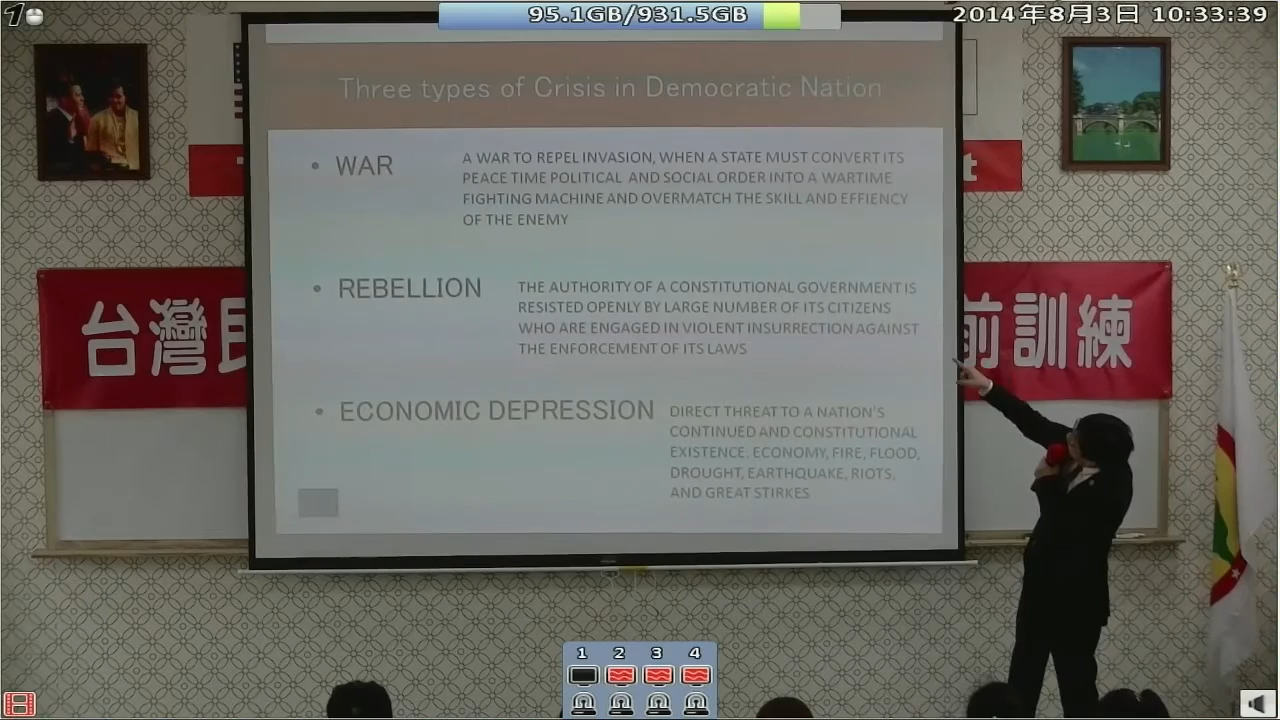 1
95.1GB/931.5GB
2014年8月3日 10:33:39
Three types of Crisis in Democratic Nation
t
• WAR
A WAR TO REPEL INVASION, WHEN A STATE MUST CONVERT ITS
PEACE TIME POLITICAL AND SOCIAL ORDER INTO A WARTIME
FIGHTING MACHINE AND OVERMATCH THE SKILL AND EFFIENCY
OF THE ENEMY
• REBELLION
THE AUTHORITY OF A CONSTITUTIONAL GOVERNMENT IS
RESISTED OPENLY BY LARGE NUMBER OF ITS CITIZENS
WHO ARE ENGAGED IN VIOLENT INSURRECTION AGAINST
THE ENFORCEMENT OF ITS LAWS
台灣民
前訓練
• ECONOMIC DEPRESSION
DIRECT THREAT TO A NATION'S
CONTINUED AND CONSTITUTIONAL
EXISTENCE. ECONOMY, FIRE, FLOOD,
DROUGHT, EARTHQUAKE, RIOTS,
AND GREAT STIRKES
1 2 3 4